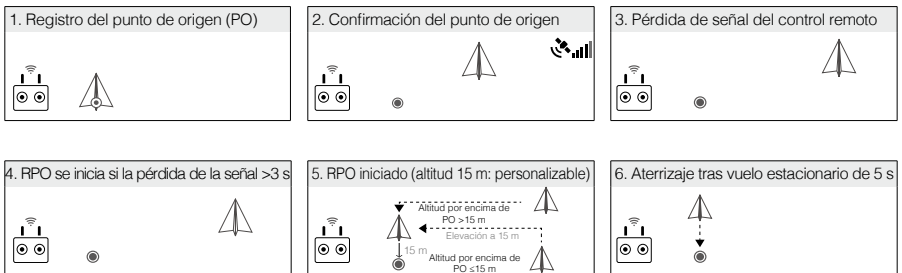 1. Registro del punto de origen (PO)
2. Confirmación del punto de origen
3. Pérdida de señal del control remoto
4. RPO se inicia si la pérdida de la señal >3 s
5. RPO iniciado (altitud 15 m: personalizable)
Altitud por encima de
PO >15 m
Elevación a 15 m
15 m
Altitud por encima de
PO ≤15 m
6. Aterrizaje tras vuelo estacionario de 5 s